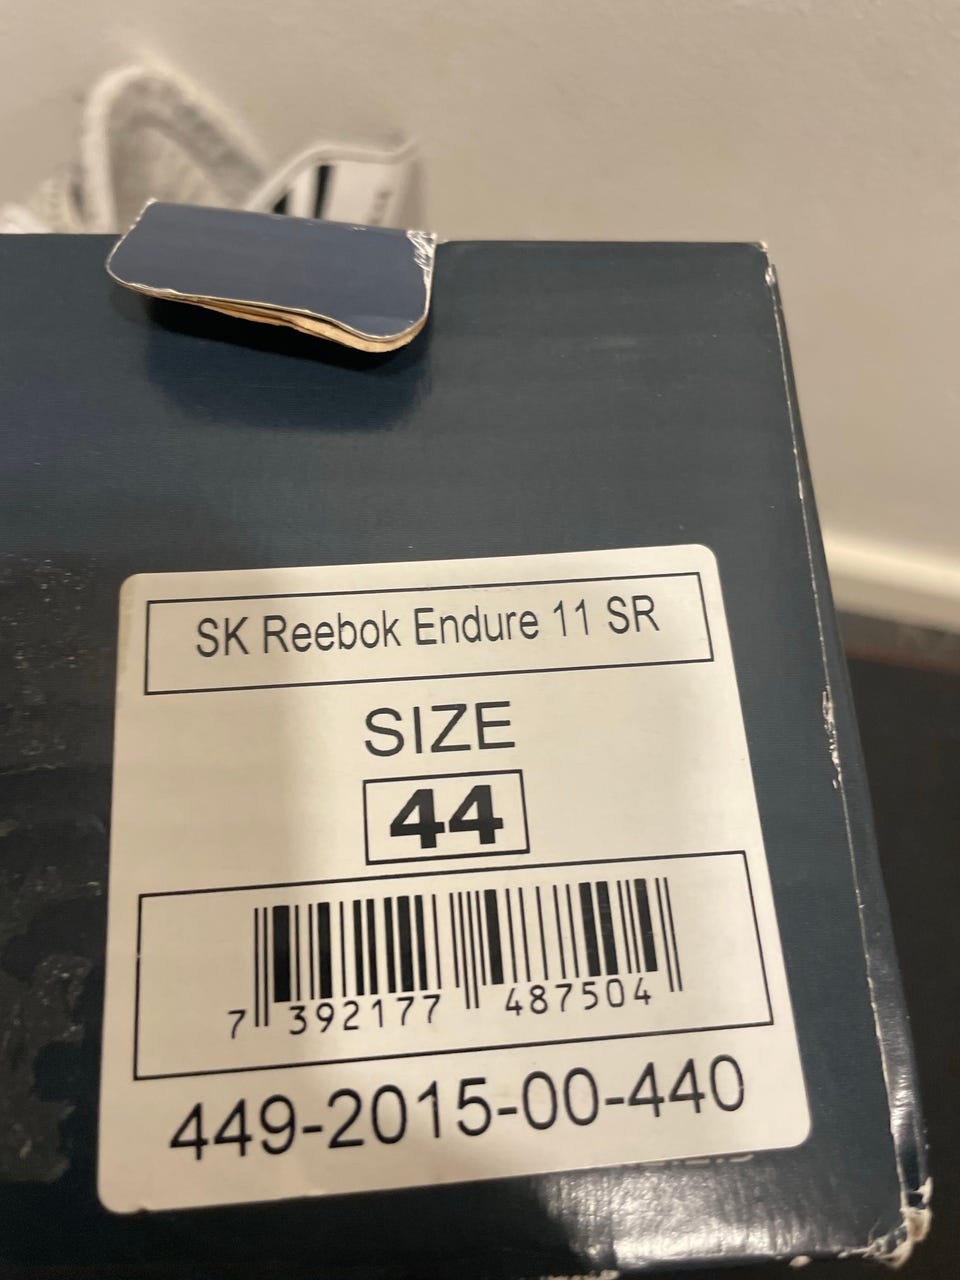 SK Reebok Endure 11 SR
SIZE
44
7 392177 487504
449-2015-00-440